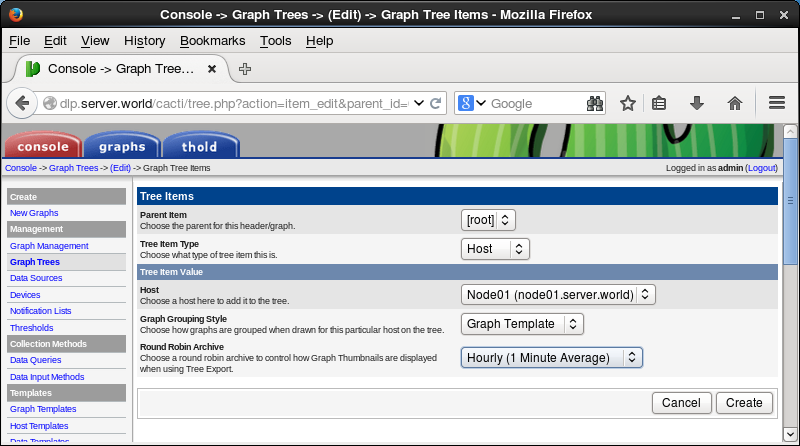 Console -> Graph Trees -> (Edit) -> Graph Tree Items - Mozilla Firefox
File Edit View History Bookmarks Tools Help
Console -> Graph Tree...
dlp.server.world/cacti/tree.php?action=item_edit&parent_id=
Google
console graphs thold
Console -> Graph Trees -> (Edit) -> Graph Tree Items
Logged in as admin (Logout)
Create
New Graphs
Management
Graph Management
Graph Trees
Data Sources
Devices
Notification Lists
Thresholds
Collection Methods
Data Queries
Data Input Methods
Templates
Graph Templates
Host Templates
Data Templates
Tree Items
Parent Item
Choose the parent for this header/graph.
[root]
Tree Item Type
Choose what type of tree item this is.
Host
Tree Item Value
Host
Choose a host here to add it to the tree.
Node01 (node01.server.world)
Graph Grouping Style
Choose how graphs are grouped when drawn for this particular host on the tree.
Graph Template
Round Robin Archive
Choose a round robin archive to control how Graph Thumbnails are displayed
when using Tree Export.
Hourly (1 Minute Average)
Cancel Create